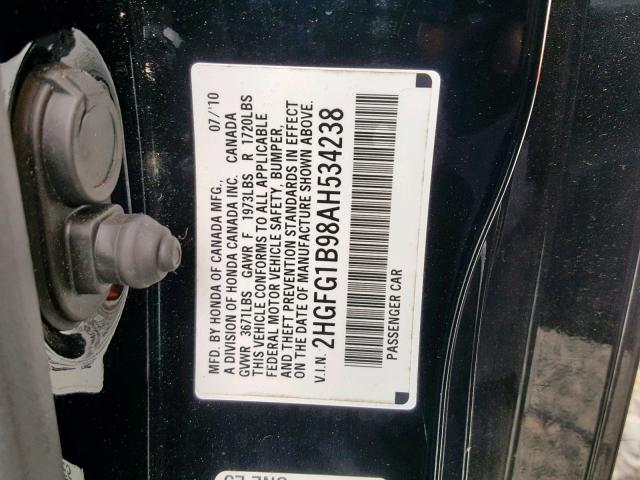 MFD. BY HONDA OF CANADA MFG., 07/'10
A DIVISION OF HONDA CANADA INC. CANADA
GVWR 3671LBS GAWR F 1973LBS R 1720LBS
THIS VEHICLE CONFORMS TO ALL APPLICABLE
FEDERAL MOTOR VEHICLE SAFETY, BUMPER,
AND THEFT PREVENTION STANDARDS IN EFFECT
ON THE DATE OF MANUFACTURE SHOWN ABOVE.
V.I.N. 2HGFG1B98AH534238
PASSENGER CAR